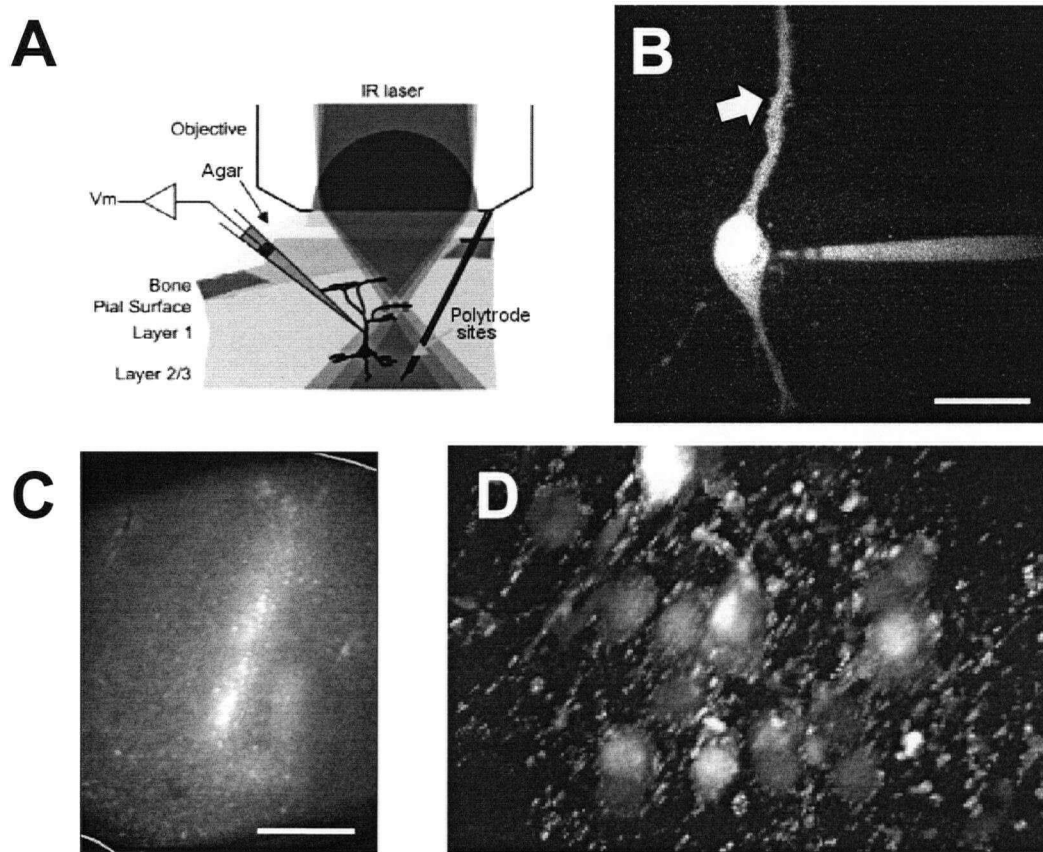 A
IR laser
Objective
Agar
Vm
Bone
Pial Surface
Layer 1
Layer 2/3
Polytrode
sites
B
C
D